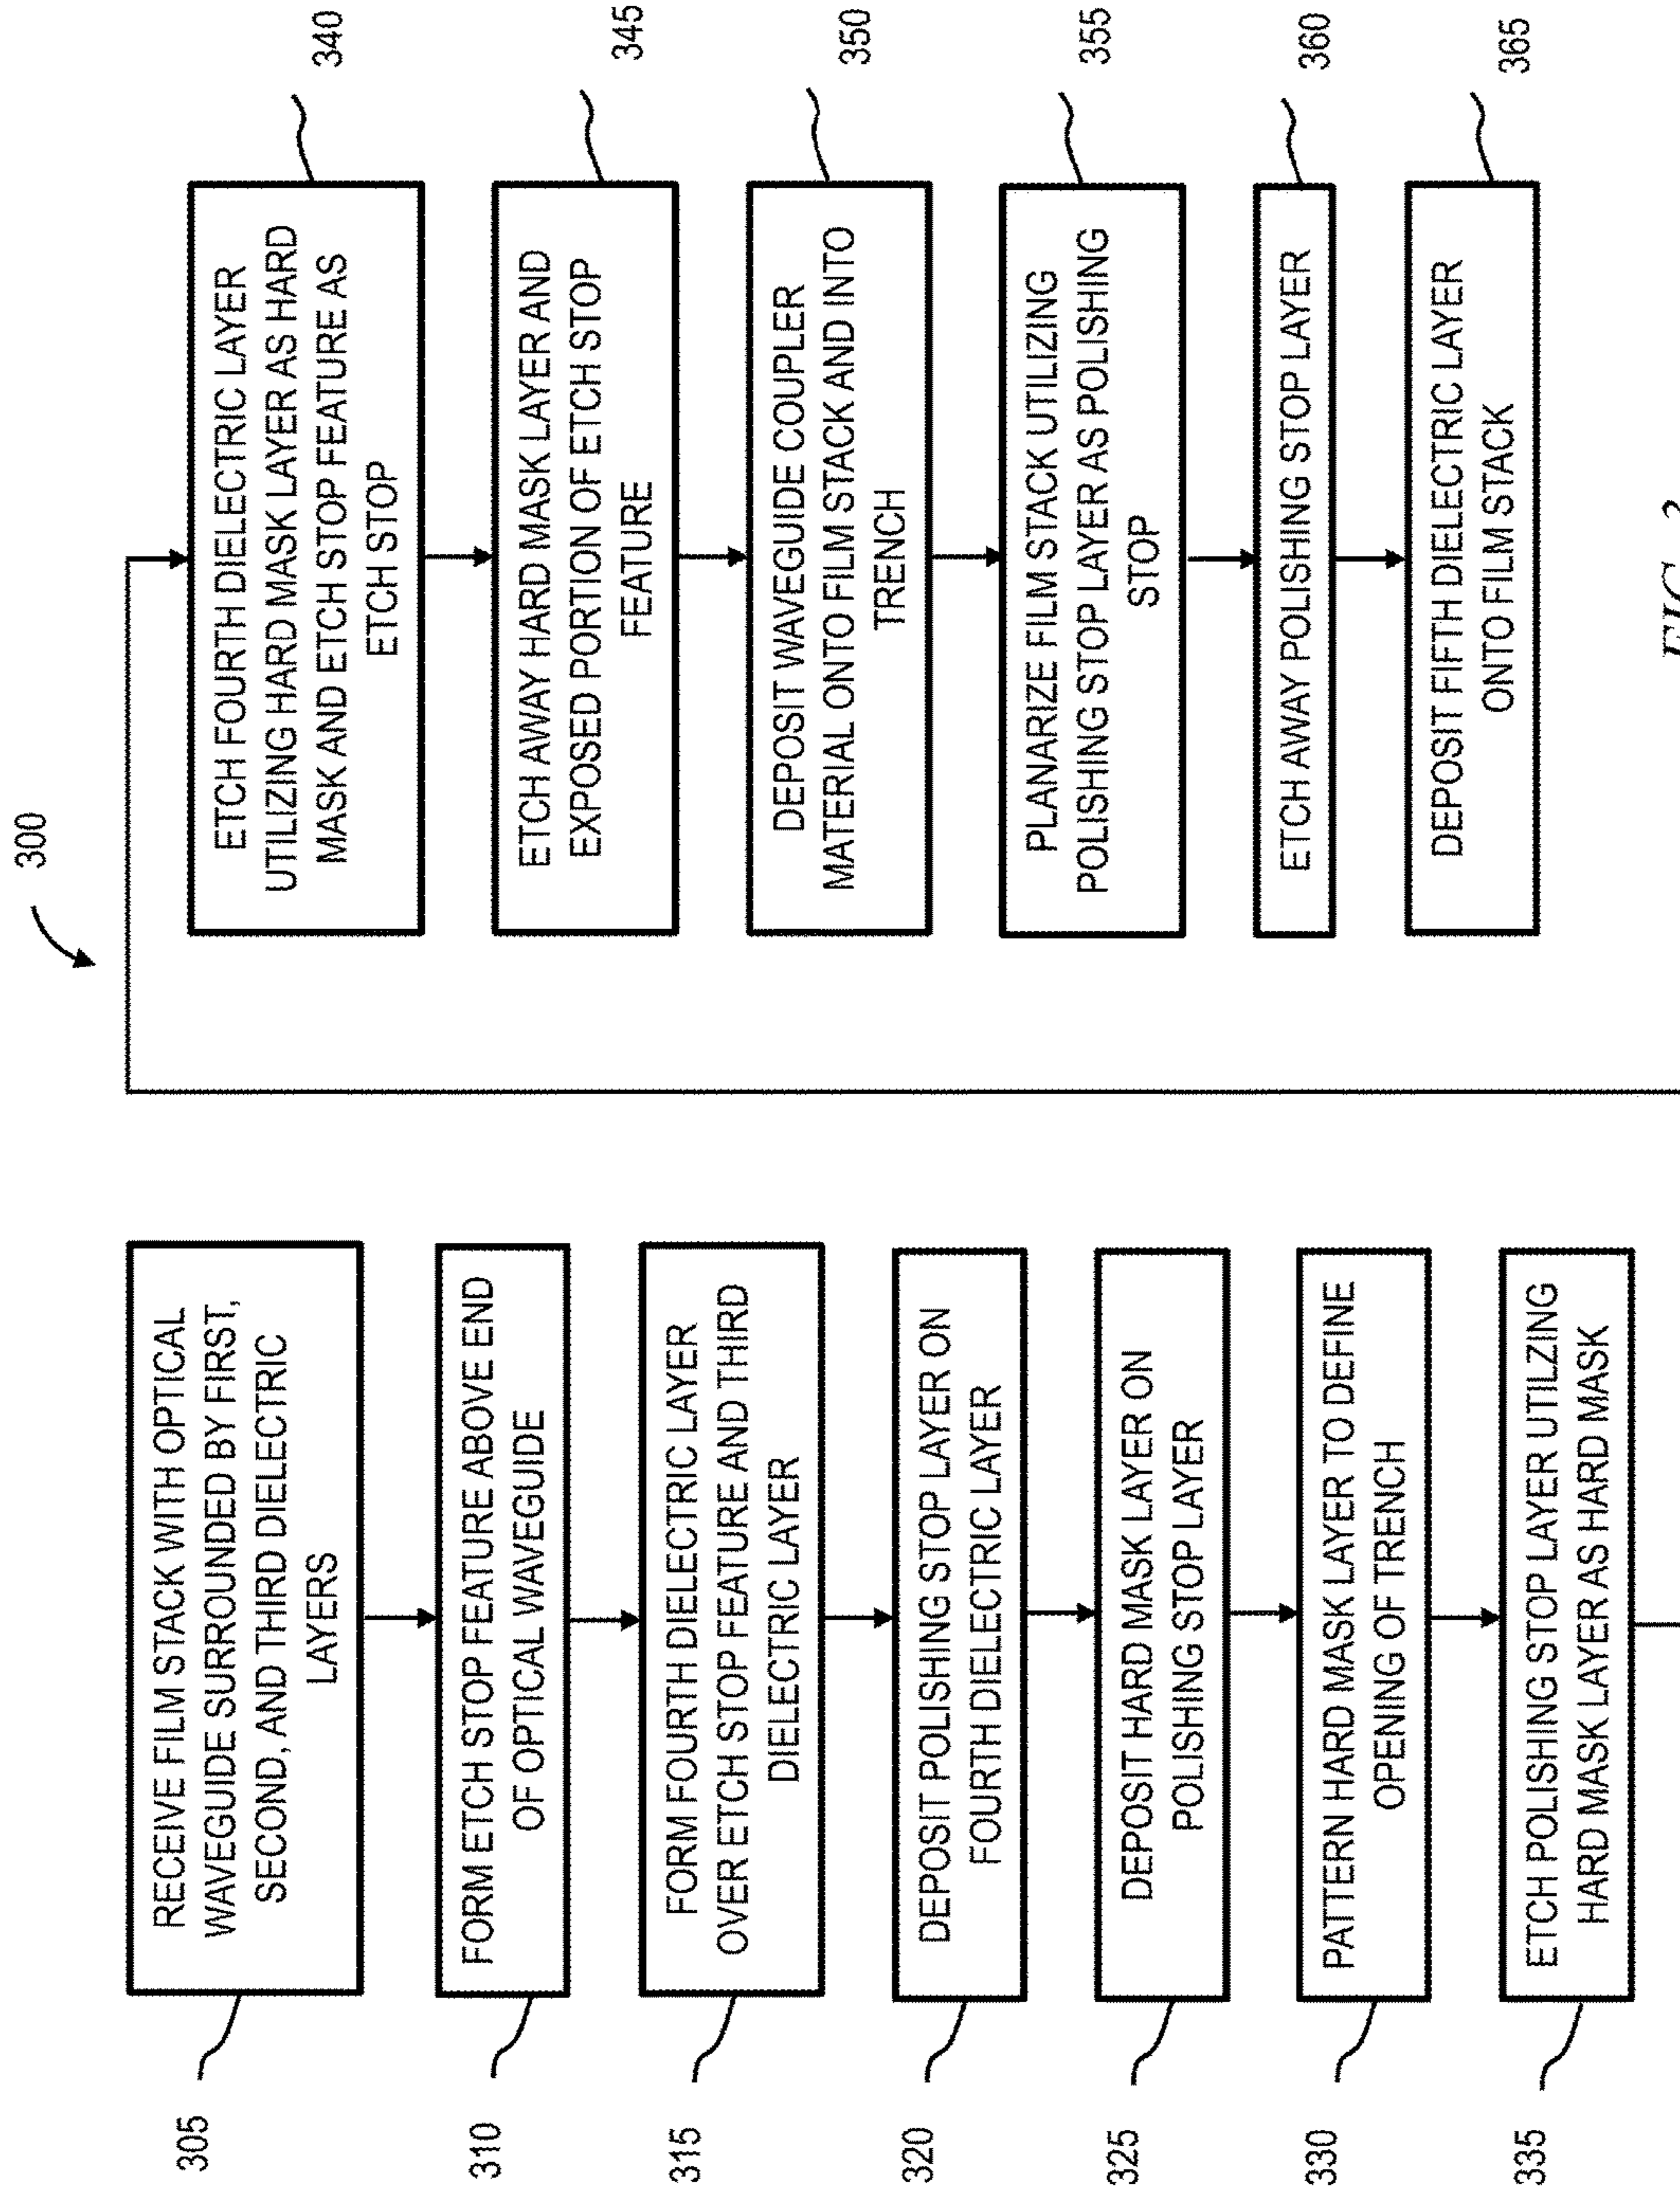 300
305
RECEIVE FILM STACK WITH OPTICAL
WAVEGUIDE SURROUNDED BY FIRST,
SECOND, AND THIRD DIELECTRIC
LAYERS
310
FORM ETCH STOP FEATURE ABOVE END
OF OPTICAL WAVEGUIDE
315
FORM FOURTH DIELECTRIC LAYER
OVER ETCH STOP FEATURE AND THIRD
DIELECTRIC LAYER
320
DEPOSIT POLISHING STOP LAYER ON
FOURTH DIELECTRIC LAYER
325
DEPOSIT HARD MASK LAYER ON
POLISHING STOP LAYER
330
PATTERN HARD MASK LAYER TO DEFINE
OPENING OF TRENCH
335
ETCH POLISHING STOP LAYER UTILZING
HARD MASK LAYER AS HARD MASK
340
ETCH FOURTH DIELECTRIC LAYER
UTILIZING HARD MASK LAYER AS HARD
MASK AND ETCH STOP FEATURE AS
ETCH STOP
345
ETCH AWAY HARD MASK LAYER AND
EXPOSED PORTION OF ETCH STOP
FEATURE
350
DEPOSIT WAVEGUIDE COUPLER
MATERIAL ONTO FILM STACK AND INTO
TRENCH
355
PLANARIZE FILM STACK UTILIZING
POLISHING STOP LAYER AS POLISHING
STOP
360
ETCH AWAY POLISHING STOP LAYER
365
DEPOSIT FIFTH DIELECTRIC LAYER
ONTO FILM STACK
FIG. 3